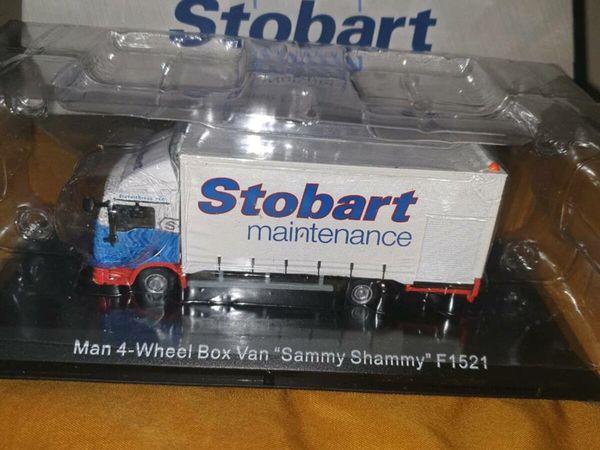 Stobart
Stobart
maintenance
Man 4-Wheel Box Van “Sammy Shammy” F1521